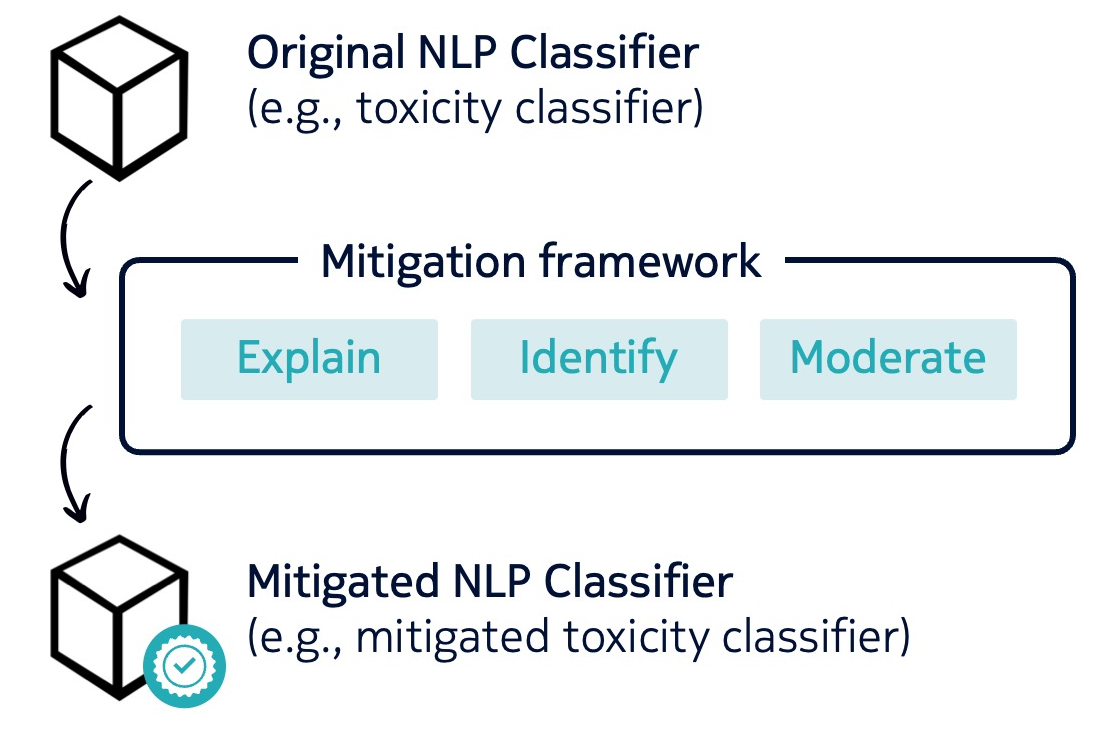 Original NLP Classifier
(e.g., toxicity classifier)
Mitigation framework
Explain Identify Moderate
Mitigated NLP Classifier
(e.g., mitigated toxicity classifier)